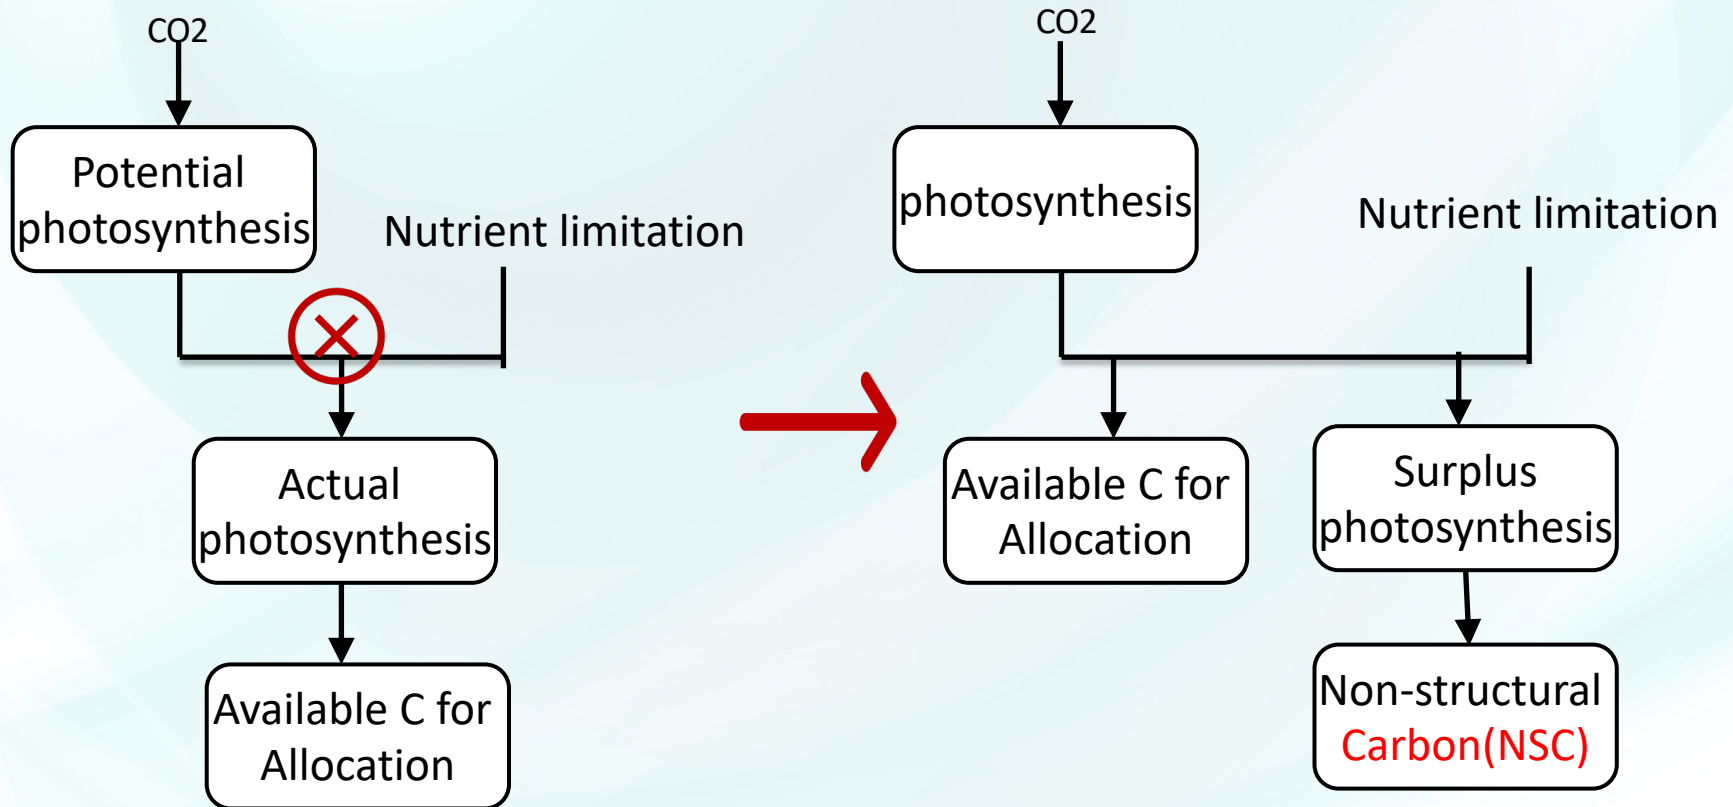 CO2
Potential
photosynthesis
Nutrient limitation
Actual
photosynthesis
Available C for
Allocation
CO2
photosynthesis
Nutrient limitation
Available C for
Allocation
Surplus
photosynthesis
Non-structural
Carbon(NSC)